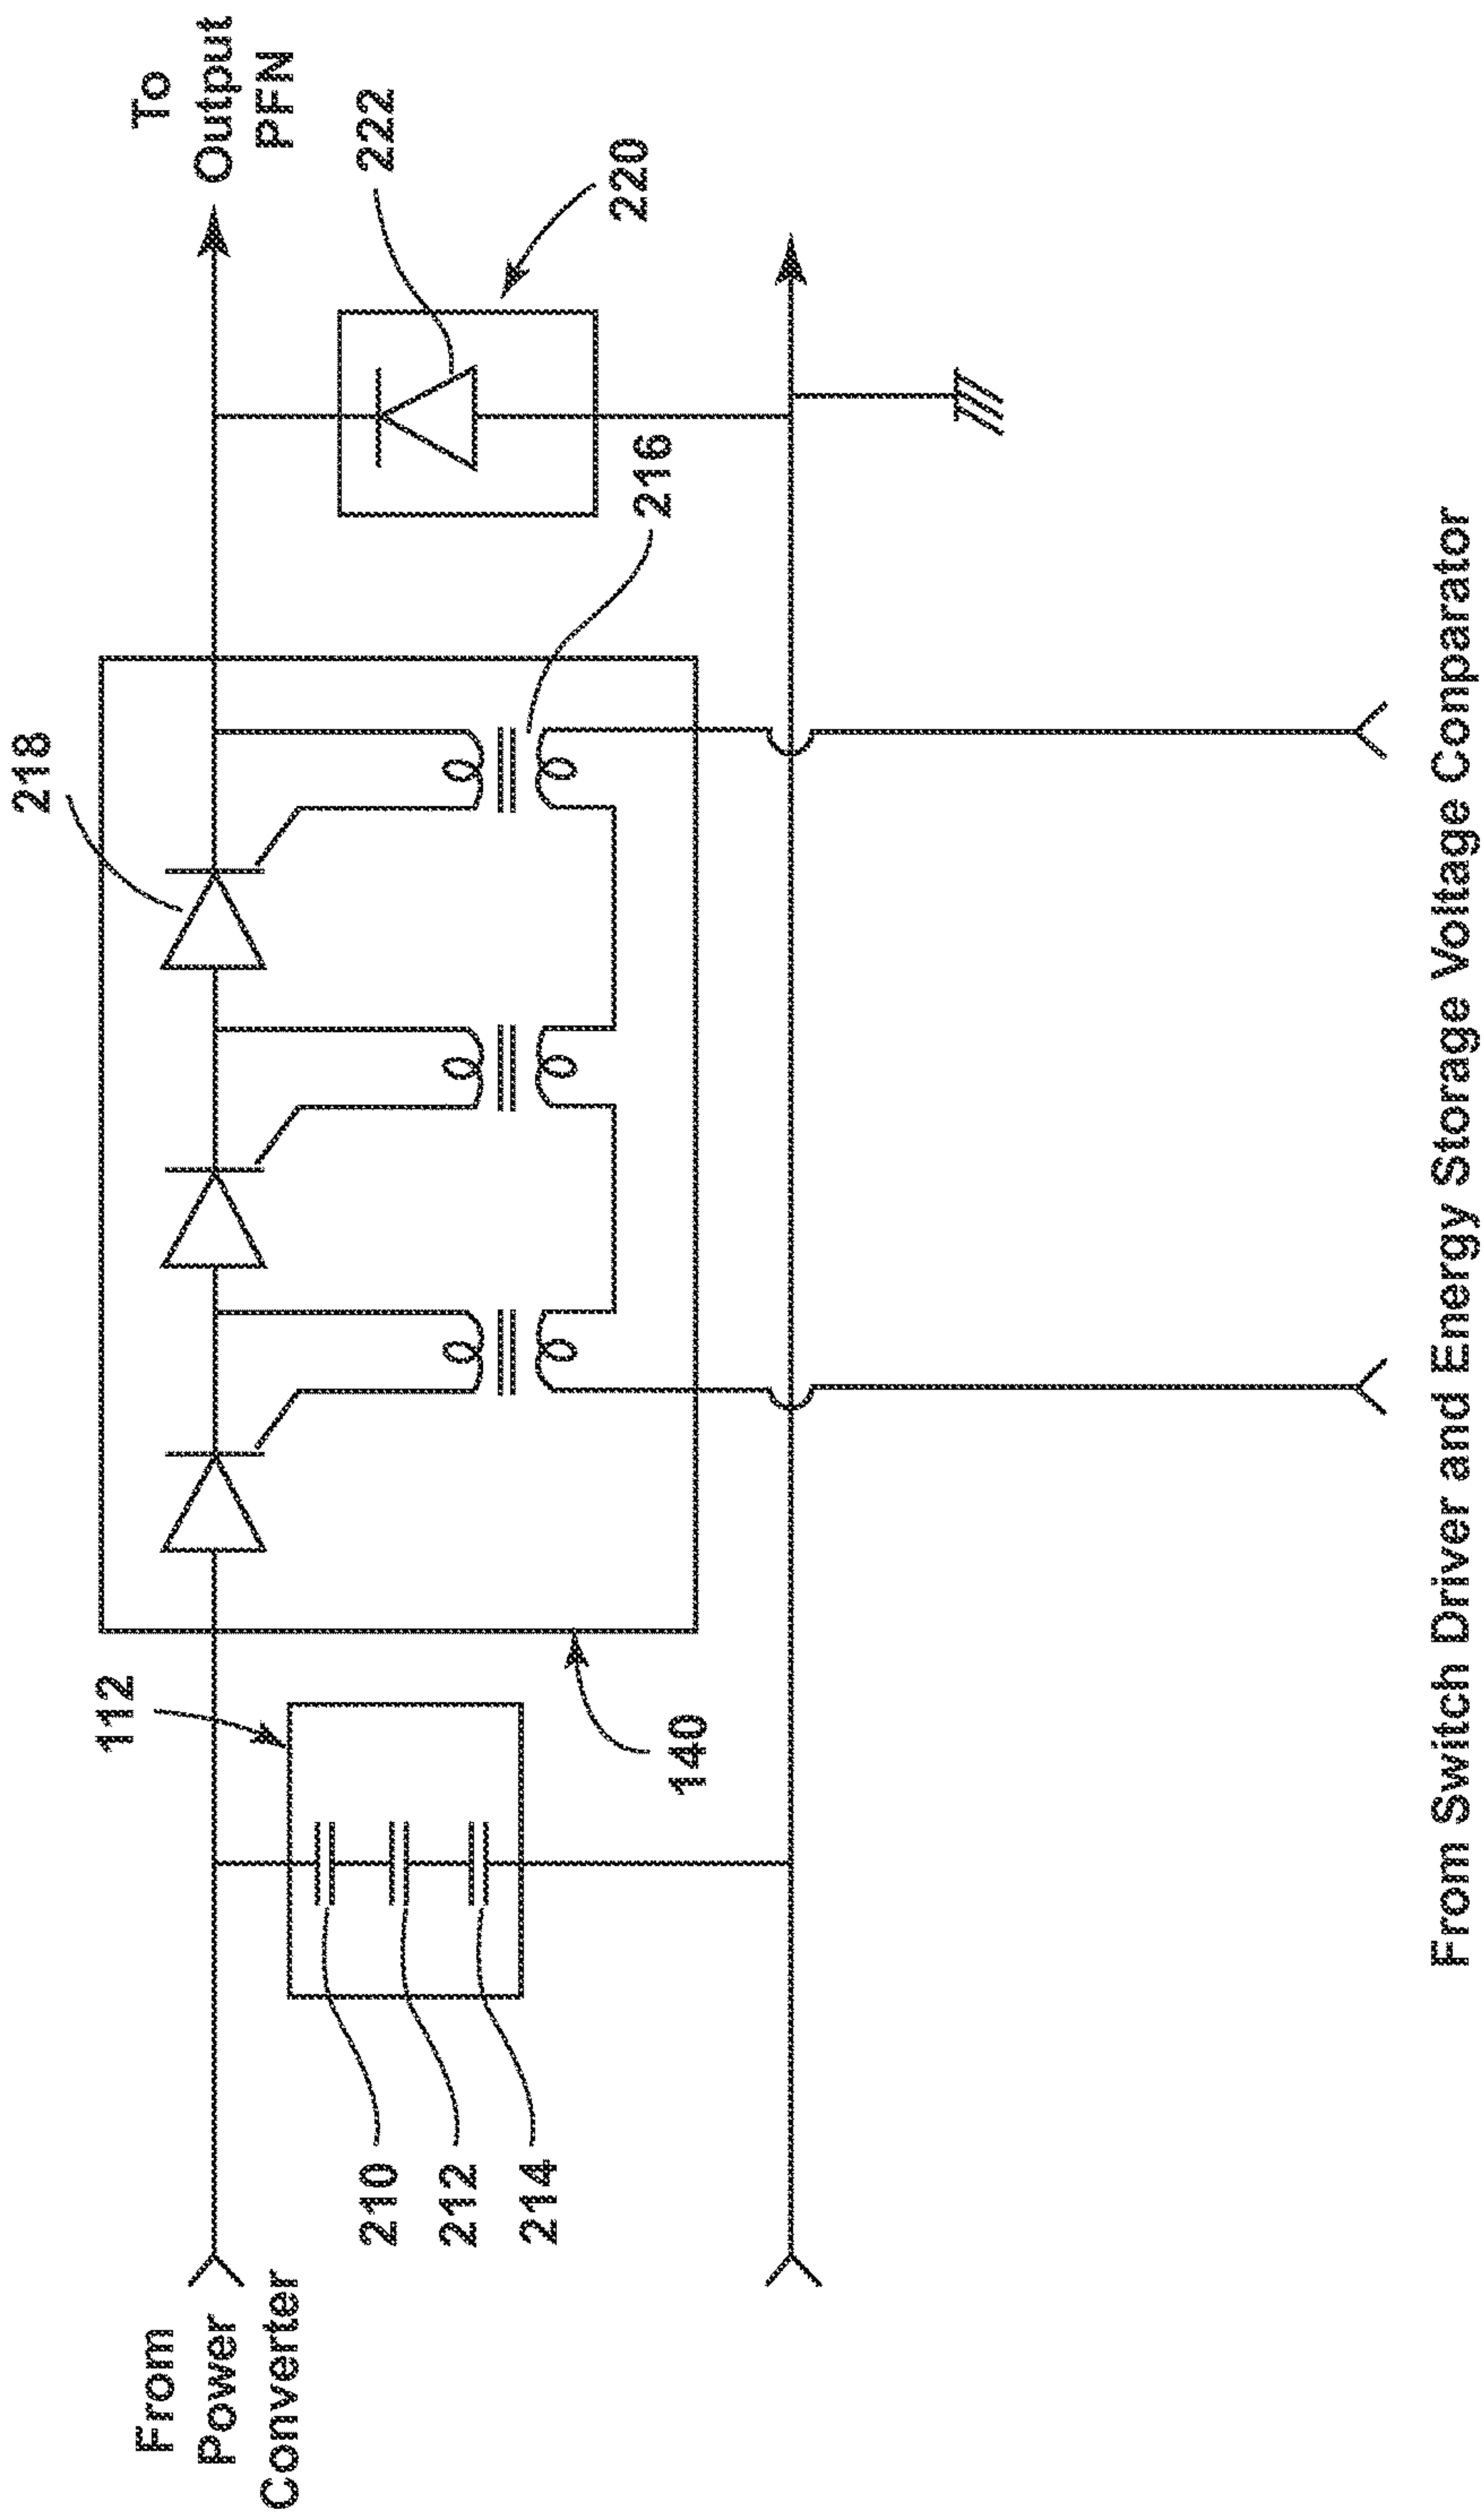 From
Power
Converter
210
212
214
112
140
218
216
220
222
To
Output
PFN
From Switch Driver and Energy Storage Voltage Conparator